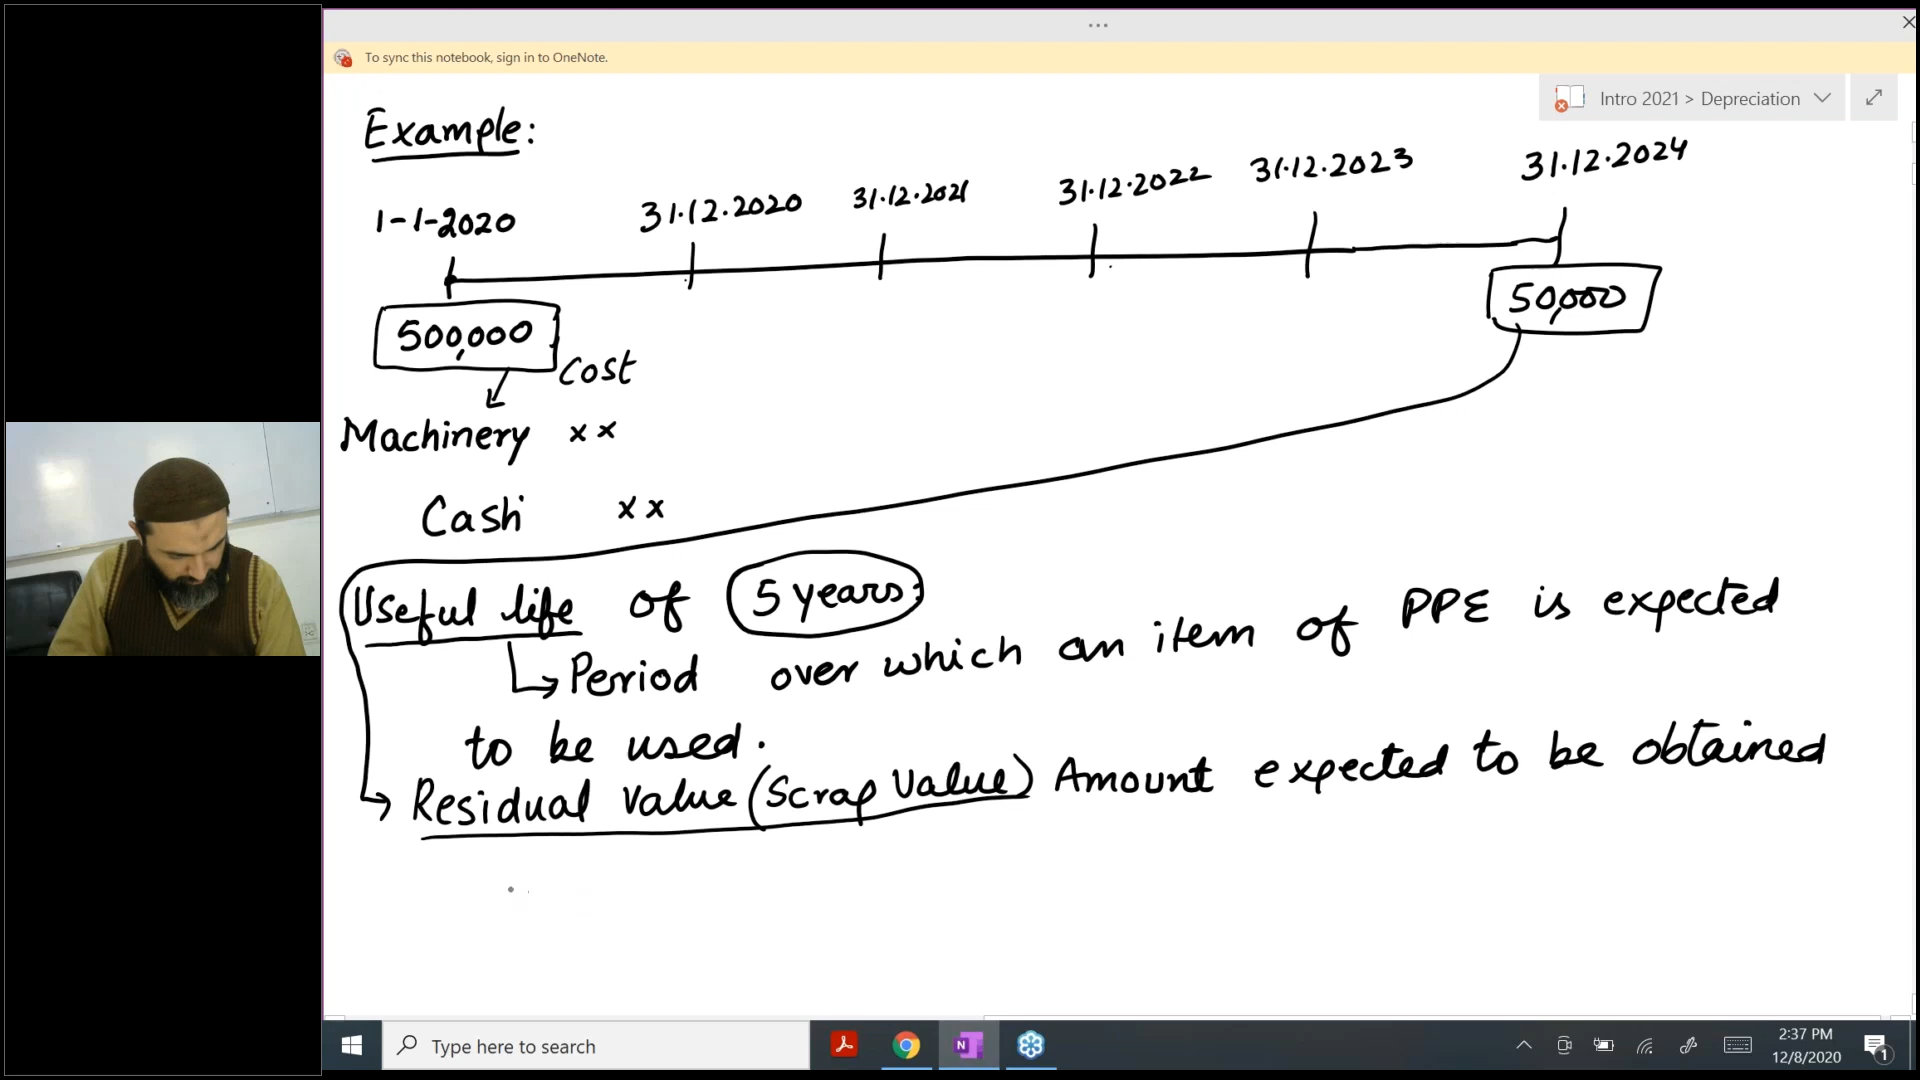 To sync this notebook, sign in to OneNote.
Intro 2021 > Depreciation
Example:
1-1-2020 31.12.2020 31.12.2021 31.12.2022 31.12.2023 31.12.2024
500,000 50,000
Cost
Machinery xx
Cash xx
Useful life of 5 years:
Period over which an item of PPE is expected
to be used.
Residual value (Scrap Value) Amount expected to be obtained
Type here to search
2:37 PM
12/8/2020
1